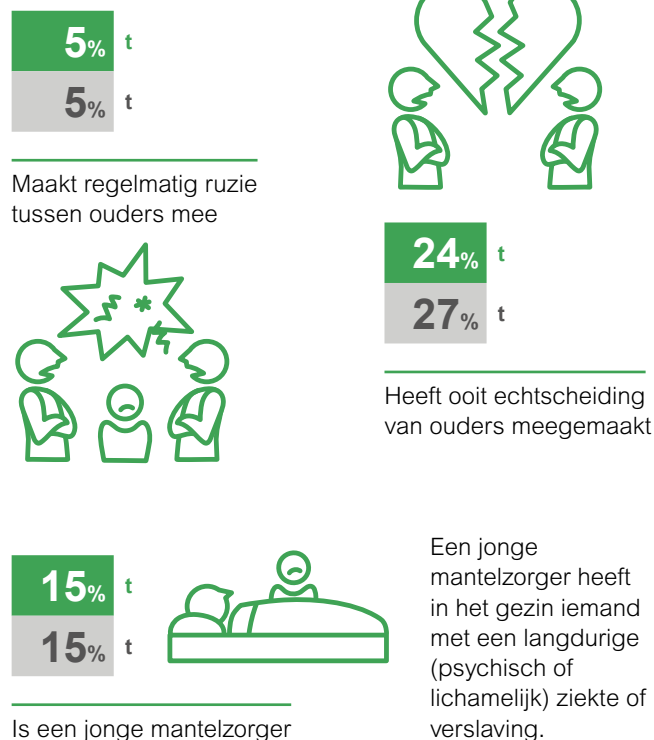 5% t
5% t
Maakt regelmatig ruzie
tussen ouders mee
24% t
27% t
Heeft ooit echtscheiding
van ouders meegemaakt
15% t
15% t
Is een jonge mantelzorger
Een jonge
mantelzorger heeft
in het gezin iemand
met een langdurige
(psychisch of
lichamelijk) ziekte of
verslaving.